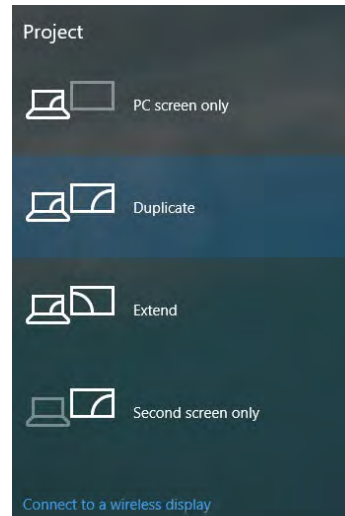 Project
PC screen only
Duplicate
Extend
Second screen only
Connect to a wireless display